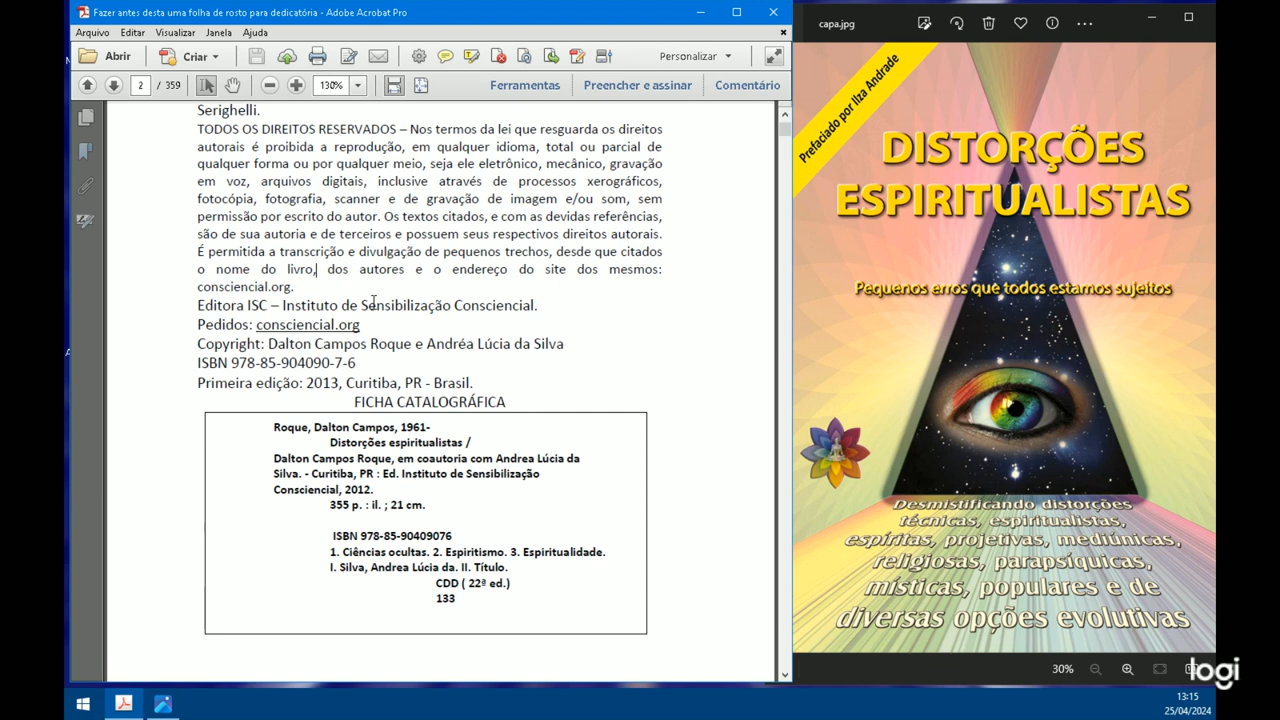 Fazer antes desta uma folha de rosto para dedicatória - Adobe Acrobat Pro
Arquivo Editar Visualizar Janela Ajuda
Abrir Criar Personalizar
2 / 359 130% Ferramentas Preencher e assinar Comentário
Serighelli.
TODOS OS DIREITOS RESERVADOS – Nos termos da lei que resguarda os direitos
autorais é proibida a reprodução, em qualquer idioma, total ou parcial de
qualquer forma ou por qualquer meio, seja ele eletrônico, mecânico, gravação
em voz, arquivos digitais, inclusive através de processos xerográficos,
fotocópia, fotografia, scanner e de gravação de imagem e/ou som, sem
permissão por escrito do autor. Os textos citados, e com as devidas referências,
são de sua autoria e de terceiros e possuem seus respectivos direitos autorais.
É permitida a transcrição e divulgação de pequenos trechos, desde que citados
o nome do livro, dos autores e o endereço do site dos mesmos:
consciencial.org.
Editora ISC – Instituto de Sensibilização Consciencial.
Pedidos: consciencial.org
Copyright: Dalton Campos Roque e Andréa Lúcia da Silva
ISBN 978-85-904090-7-6
Primeira edição: 2013, Curitiba, PR - Brasil.
FICHA CATALOGRÁFICA
Roque, Dalton Campos, 1961-
Distorções espiritualistas /
Dalton Campos Roque, em coautoria com Andrea Lúcia da
Silva. - Curitiba, PR : Ed. Instituto de Sensibilização
Consciencial, 2012.
355 p. : il. ; 21 cm.
ISBN 978-85-90409076
1. Ciências ocultas. 2. Espiritismo. 3. Espiritualidade.
I. Silva, Andrea Lúcia da. II. Título.
CDD ( 22ª ed.)
133
capa.jpg
Prefaciado por Ilza Andrade
DISTORÇÕES
ESPIRITUALISTAS
Pequenos erros que todos estamos sujeitos
Desmistificando distorções
técnicas, espiritualistas,
espíritas, projetivas, mediúnicas,
religiosas, parapsíquicas,
místicas, populares e de
diversas opções evolutivas
30%
logi
13:15
25/04/2024